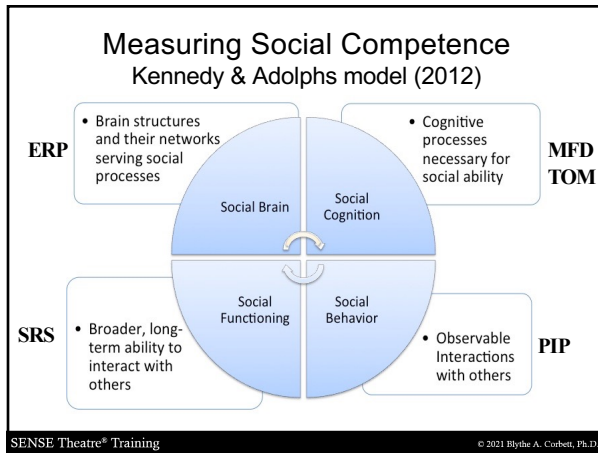 Measuring Social Competence
Kennedy & Adolphs model (2012)
ERP
• Brain structures
and their networks
serving social
processes
Social Brain
• Cognitive
processes
necessary for
social ability
Social
Cognition
MFD
TOM
SRS
• Broader, long-
term ability to
interact with
others
Social
Functioning
Social
Behavior
• Observable
Interactions
with others
PIP
SENSE Theatre® Training
© 2021 Blythe A. Corbett, Ph.D.